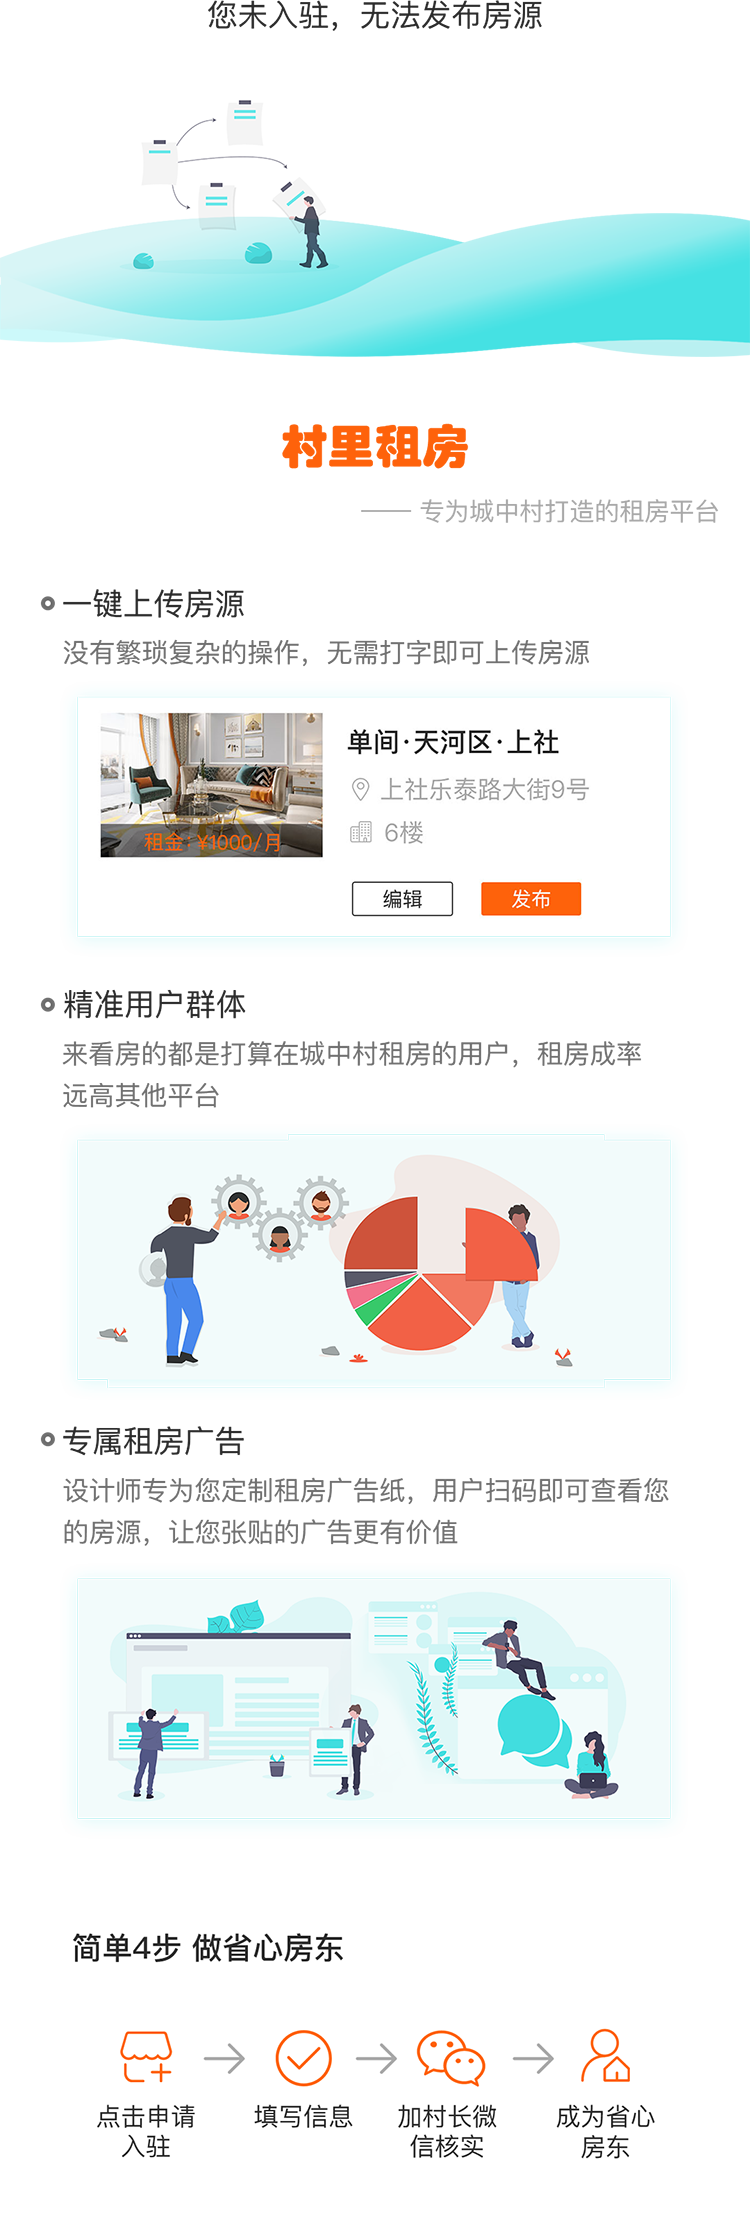 您未入驻，无法发布房源
村里租房
—— 专为城中村打造的租房平台
一键上传房源
没有繁琐复杂的操作，无需打字即可上传房源
单间·天河区·上社
上社乐泰路大街9号
租金：¥1000/月
6楼
编辑 发布
精准用户群体
来看房的都是打算在城中村租房的用户，租房成率
远高其他平台
专属租房广告
设计师专为您定制租房广告纸，用户扫码即可查看您
的房源，让您张贴的广告更有价值
简单4步 做省心房东
点击申请
入驻
填写信息
加村长微
信核实
成为省心
房东